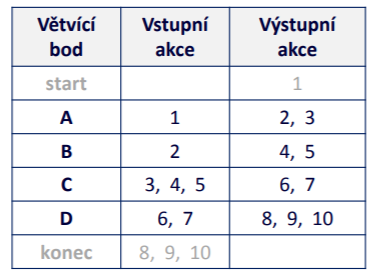 Větvící bod Vstupní akce Výstupní akce
start 1
A 1 2, 3
B 2 4, 5
C 3, 4, 5 6, 7
D 6, 7 8, 9, 10
konec 8, 9, 10